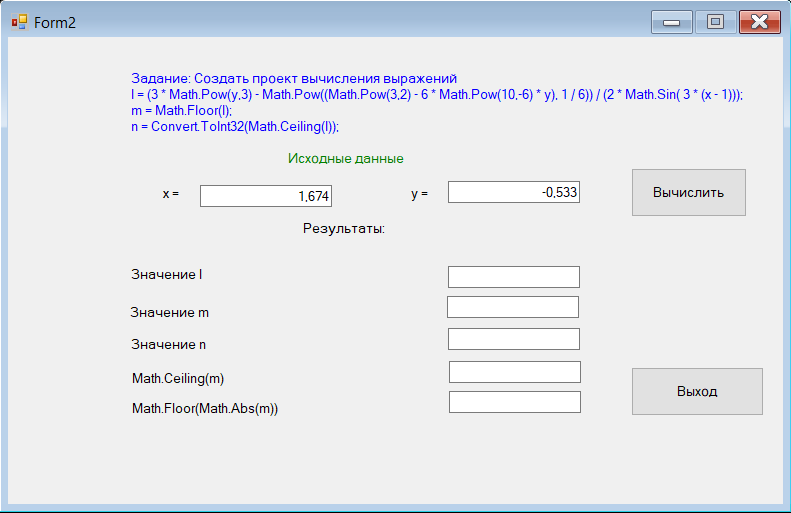 Form2
Задание: Создать проект вычисления выражений
l = (3 * Math.Pow(y,3) - Math.Pow((Math.Pow(3,2) - 6 * Math.Pow(10,-6) * y), 1 / 6)) / (2 * Math.Sin( 3 * (x - 1)));
m = Math.Floor(l);
n = Convert.ToInt32(Math.Ceiling(l));
Исходные данные
x = 1,674 y = -0,533 Вычислить
Результаты:
Значение l
Значение m
Значение n
Math.Ceiling(m)
Выход
Math.Floor(Math.Abs(m))